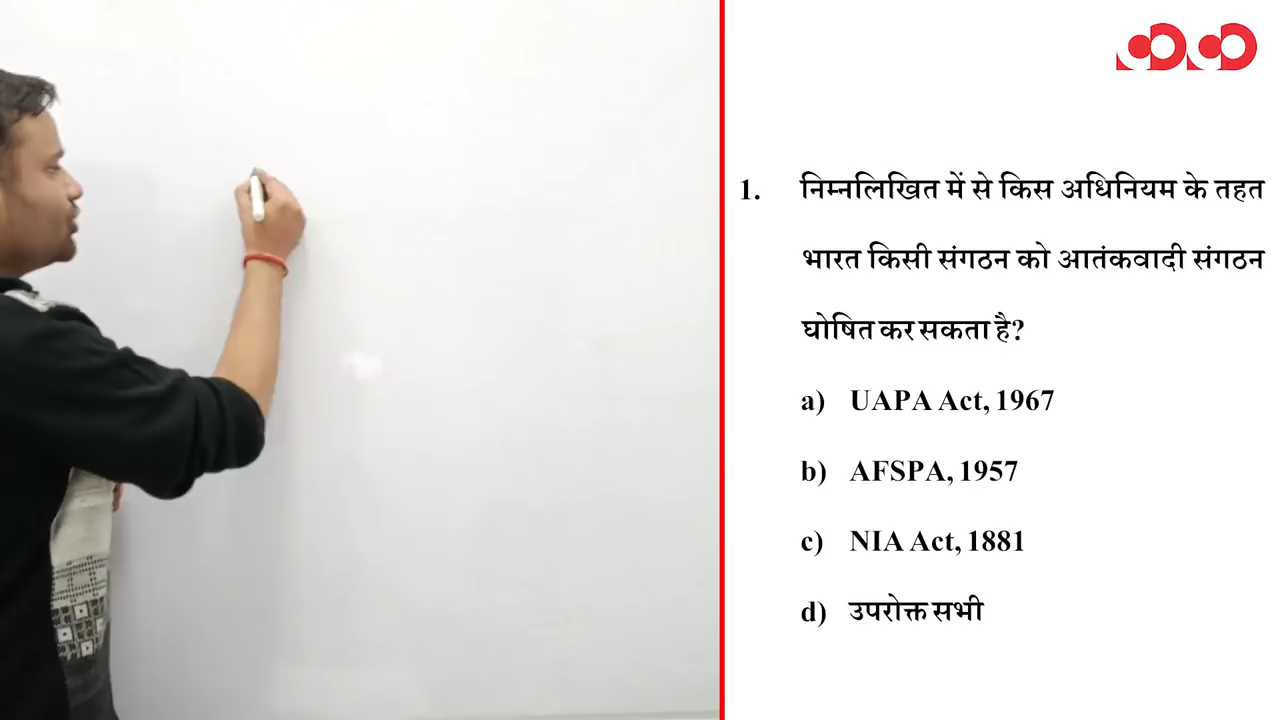 1. निम्नलिखित में से किस अधिनियम के तहत
भारत किसी संगठन को आतंकवादी संगठन
घोषित कर सकता है?
a) UAPA Act, 1967
b) AFSPA, 1957
c) NIA Act, 1881
d) उपरोक्त सभी